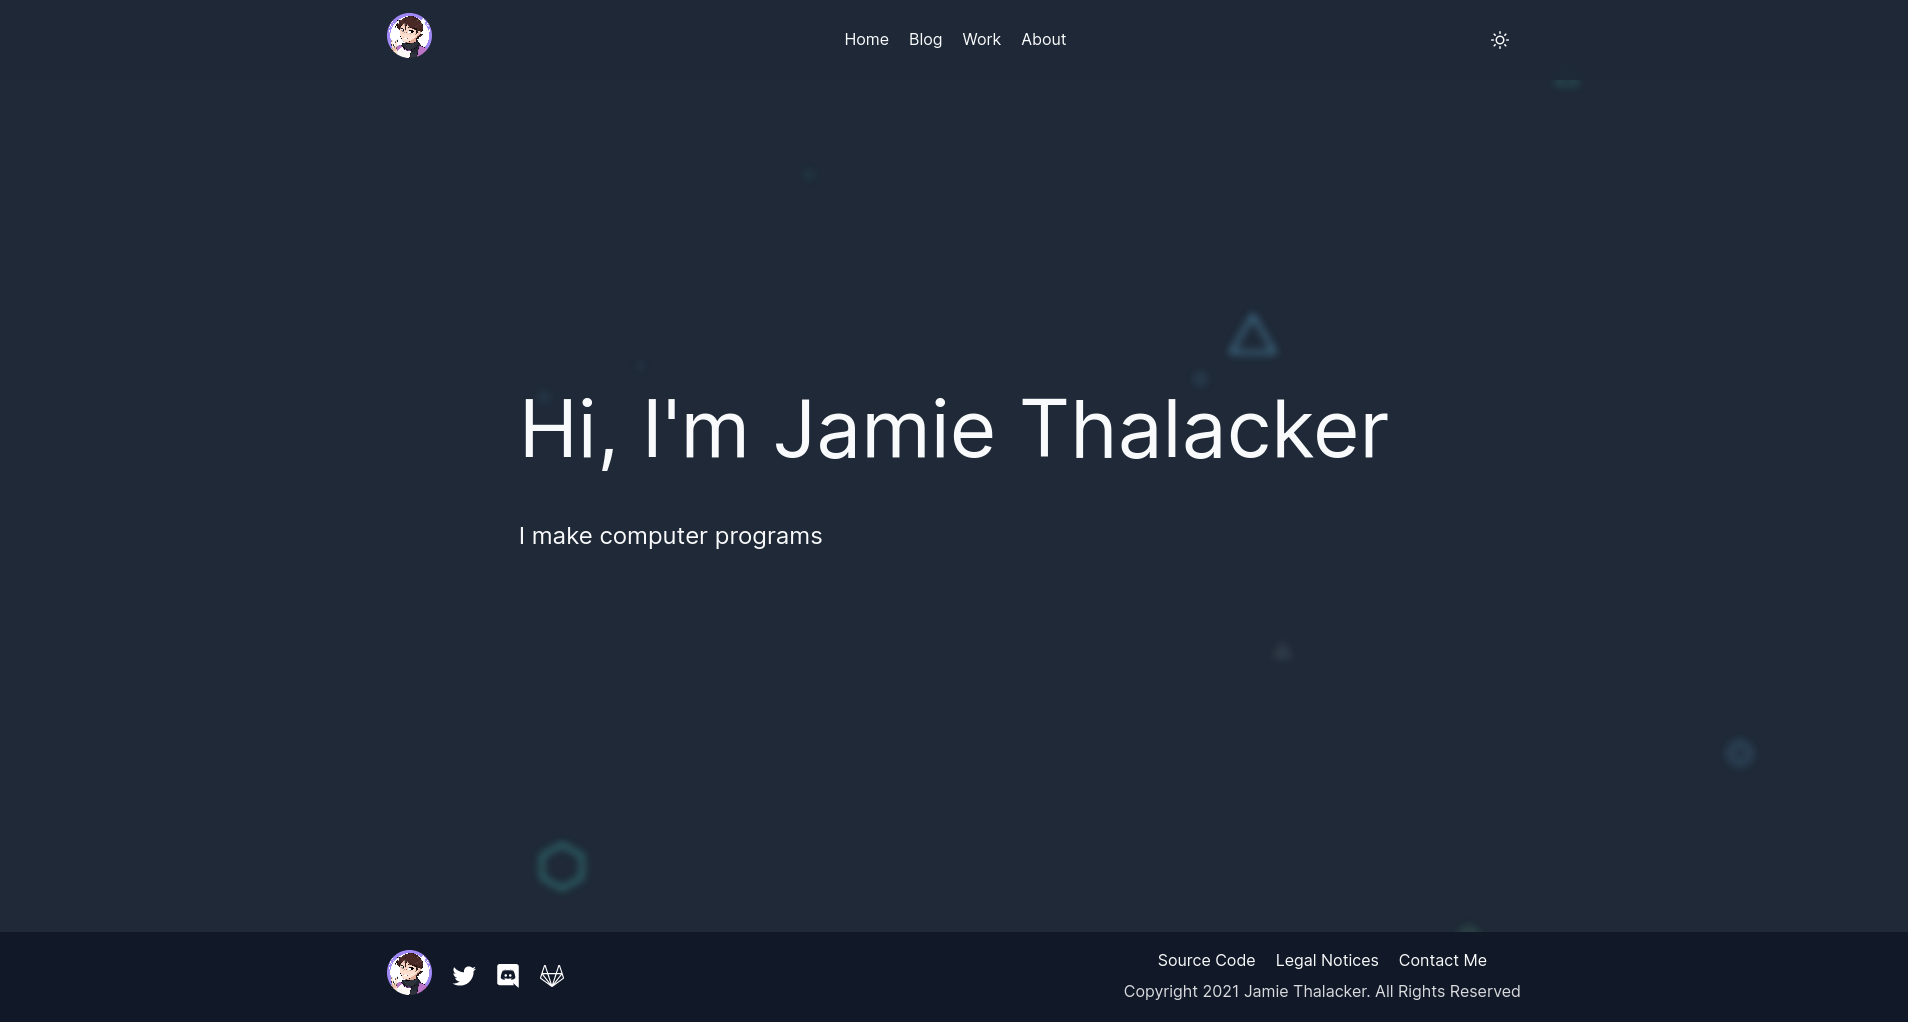 Home Blog Work About
Hi, I'm Jamie Thalacker
I make computer programs
Source Code Legal Notices Contact Me
Copyright 2021 Jamie Thalacker. All Rights Reserved